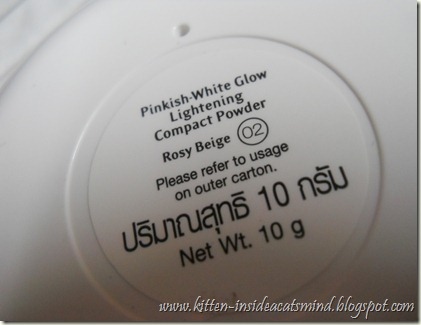 Pinkish-White Glow
Lightening
Compact Powder
Rosy Beige 02
Please refer to usage
on outer carton.
ปริมาณสุทธิ 10 กรัม
Net Wt. 10 g
www.kitten-insideacatsmind.blogspot.com